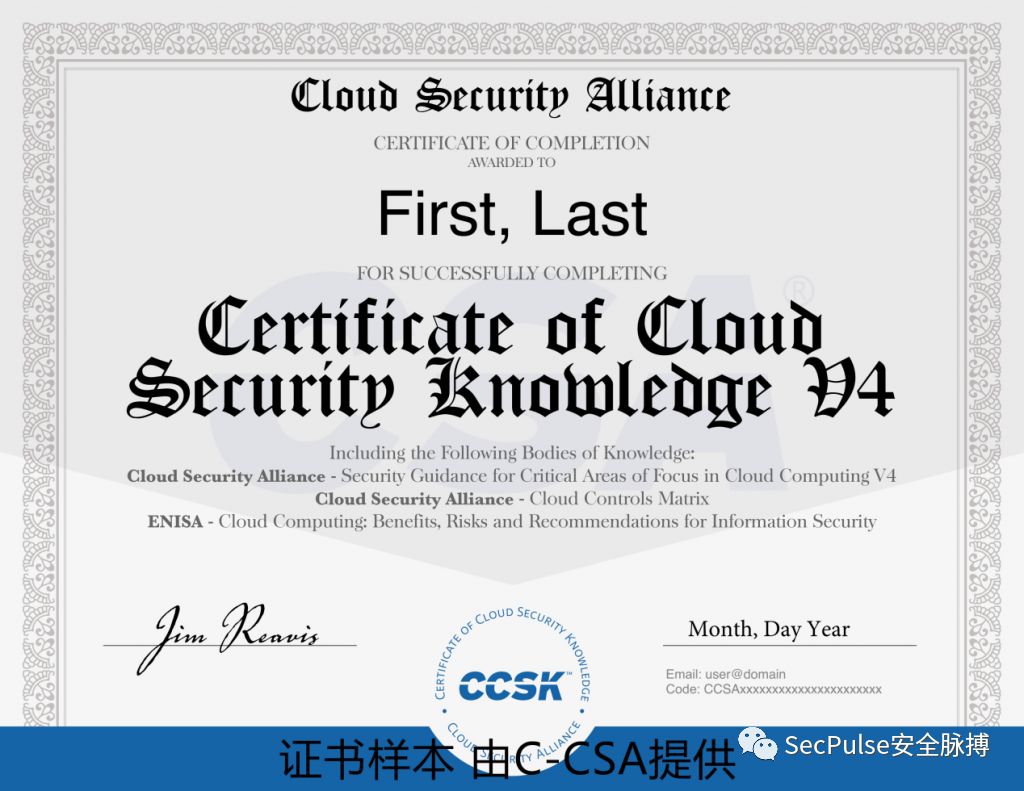 Cloud Security Alliance
CERTIFICATE OF COMPLETION
AWARDED TO
First, Last
FOR SUCCESSFULLY COMPLETING
CSA®
Certificate of Cloud
Security Knowledge V4
Including the Following Bodies of Knowledge:
Cloud Security Alliance - Security Guidance for Critical Areas of Focus in Cloud Computing V4
Cloud Security Alliance - Cloud Controls Matrix
ENISA - Cloud Computing: Benefits, Risks and Recommendations for Information Security
Jim Reavis
CERTIFICATE OF CLOUD SECURITY KNOWLEDGE
CCSK™
• CLOUD SECURITY ALLIANCE •
Month, Day Year
Email: user@domain
Code: CCSAxxxxxxxxxxxxxxxxxxxxxx
证书样本 由C-CSA提供
SecPulse安全脉搏